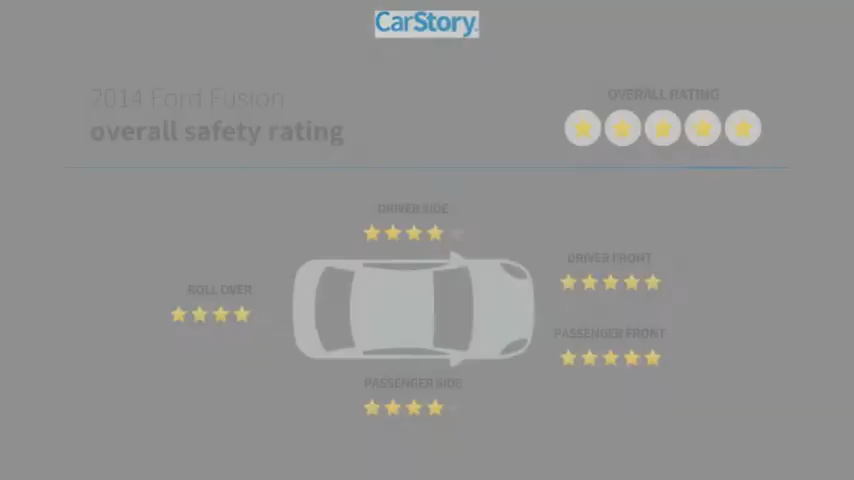 CarStory.
2014 Ford Fusion
overall safety rating
OVERALL RATING
DRIVER SIDE
DRIVER FRONT
ROLL OVER
PASSENGER FRONT
PASSENGER SIDE